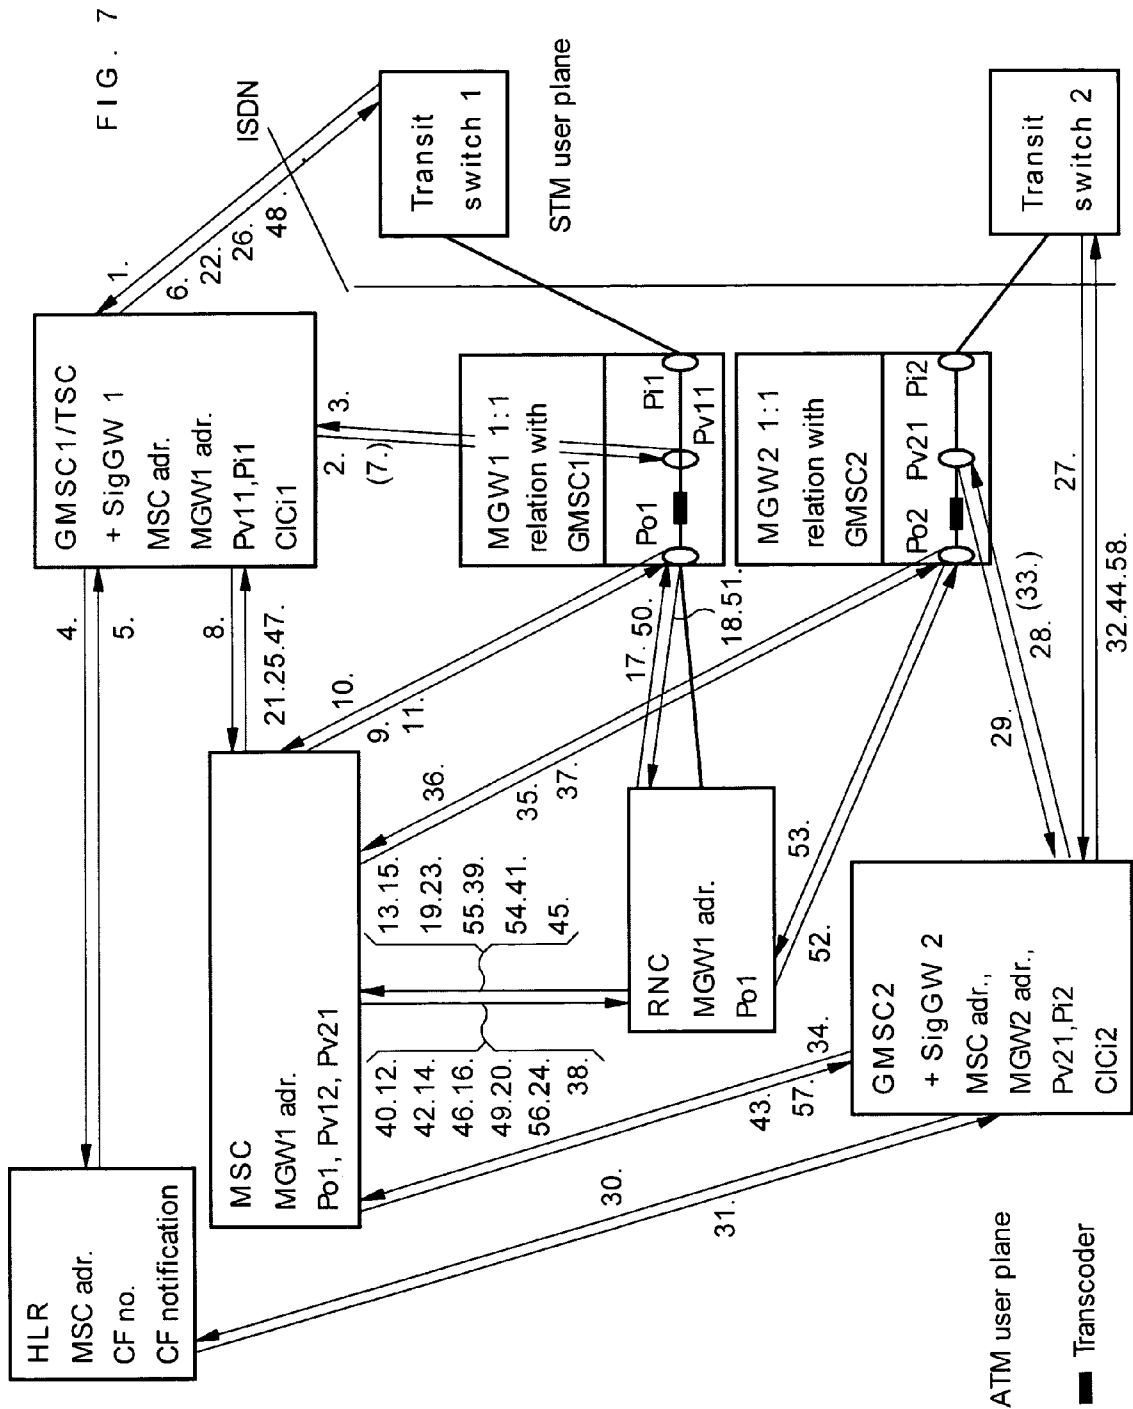 FIG. 7
HLR
MSC adr.
CF no.
CF notification
4.
5.
GMSC1/TSC
+ SigGW 1
MSC adr.
MGW1 adr.
Pv11,Pi1
CICi1
1.
6.
22.
26.
48.
ISDN
Transit
switch 1
STM user plane
8.
21.25.47.
2.
(7.)
3.
MSC
MGW1 adr.
Po1, Pv12, Pv21
10.
9.
11.
36.
35.
37.
MGW1 1:1
relation with
GMSC1
Po1
Pi1
Pv11
17.
50.
18.51.
40.12.
42.14.
46.16.
49.20.
56.24.
38.
13.15.
19.23.
55.39.
54.41.
45.
RNC
MGW1 adr.
Po1
MGW2 1:1
relation with
GMSC2
Po2
Pv21
Pi2
Transit
switch 2
53.
52.
29.
28.
(33.)
27.
32.44.58.
30.
31.
43.
57.
34.
GMSC2
+ SigGW 2
MSC adr.,
MGW2 adr.,
Pv21,Pi2
CICi2
ATM user plane
Transcoder